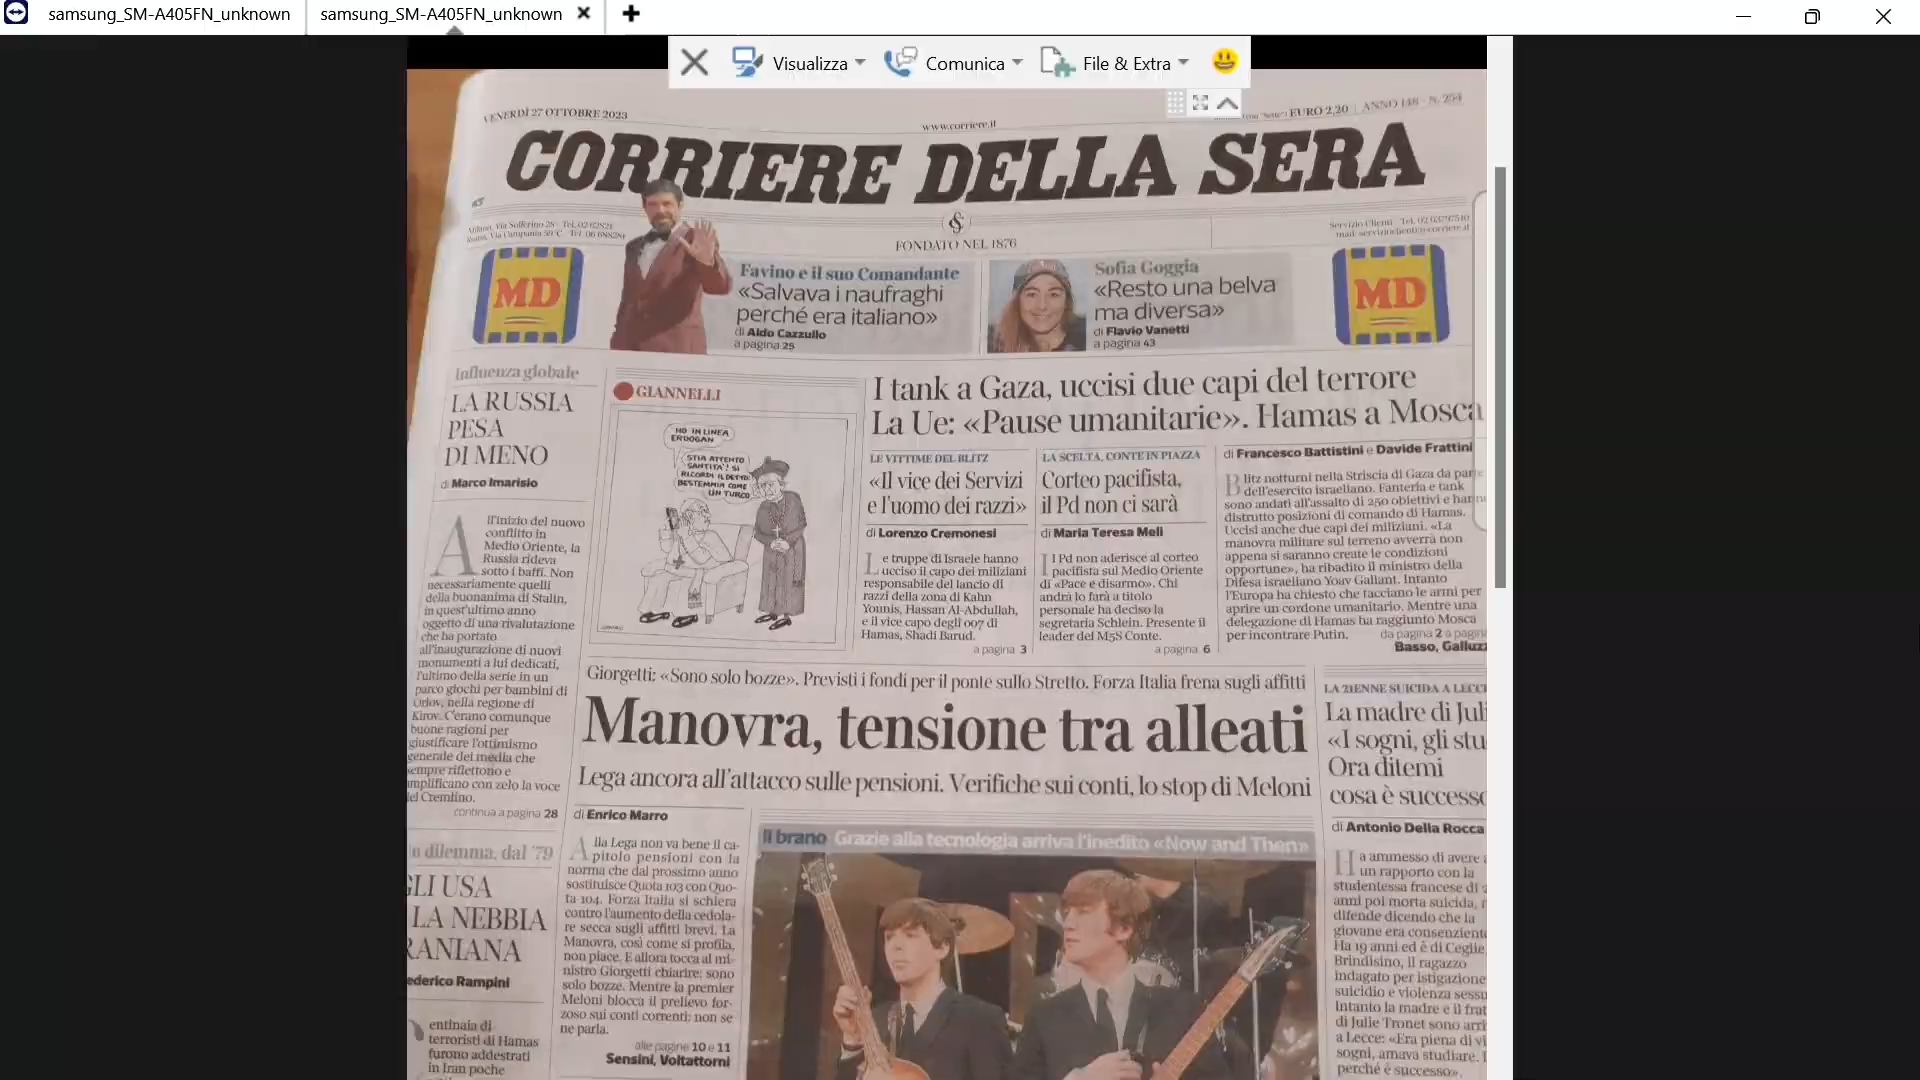 samsung_SM-A405FN_unknown
samsung_SM-A405FN_unknown
Visualizza
Comunica
File & Extra
VENERDÌ 27 OTTOBRE 2023
www.corriere.it
EURO 2,20 | ANNO 148 - N. 254
CORRIERE DELLA SERA
Milano, Via Solferino 28 - Tel. 02 62821
Roma, Via Campania 59/C - Tel. 06 688281
FONDATO NEL 1876
Servizio Clienti - Tel. 02 63797510
mail: servizioclienti@corriere.it
MD
Favino e il suo Comandante
«Salvava i naufraghi
perché era italiano»
di Aldo Cazzullo
a pagina 25
Sofia Goggia
«Resto una belva
ma diversa»
di Flavio Vanetti
a pagina 43
MD
Influenza globale
LA RUSSIA
PESA
DI MENO
di Marco Imarisio
All'inizio del nuovo
conflitto in
Medio Oriente, la
Russia rideva
sotto i baffi. Non
necessariamente quelli
della buonanima di Stalin,
in quest'ultimo anno
oggetto di una rivalutazione
che ha portato
all'inaugurazione di nuovi
monumenti a lui dedicati,
l'ultimo della serie in un
parco giochi per bambini di
Orlov, nella regione di
Kirov. C'erano comunque
buone ragioni per
giustificare l'ottimismo
generale dei media che
sempre riflettono e
amplificano con zelo la voce
del Cremlino.
continua a pagina 28
GIANNELLI
HO IN LINEA
ERDOGAN
STIA ATTENTO
SANTITA'! SI
RICORDI IL DETTO:
BESTEMMIA COME
UN TURCO
I tank a Gaza, uccisi due capi del terrore
La Ue: «Pause umanitarie». Hamas a Mosca
LE VITTIME DEL BLITZ
«Il vice dei Servizi
e l'uomo dei razzi»
di Lorenzo Cremonesi
Le truppe di Israele hanno
ucciso il capo dei miliziani
responsabile del lancio di
razzi della zona di Kahn
Younis, Hassan Al-Abdullah,
e il vice capo degli 007 di
Hamas, Shadi Barud.
a pagina 3
LA SCELTA, CONTE IN PIAZZA
Corteo pacifista,
il Pd non ci sarà
di Maria Teresa Meli
Il Pd non aderisce al corteo
pacifista sul Medio Oriente
di «Pace e disarmo». Chi
andrà lo farà a titolo
personale ha deciso la
segretaria Schlein. Presente il
leader del M5S Conte.
a pagina 6
di Francesco Battistini e Davide Frattini
Blitz notturni nella Striscia di Gaza da parte
dell'esercito israeliano. Fanteria e tank
sono andati all'assalto di 250 obiettivi e hanno
distrutto posizioni di comando di Hamas.
Uccisi anche due capi dei miliziani. «La
manovra militare sul terreno avverrà non
appena si saranno create le condizioni
opportune», ha ribadito il ministro della
Difesa israeliano Yoav Gallant. Intanto
l'Europa ha chiesto che tacciano le armi per
aprire un cordone umanitario. Mentre una
delegazione di Hamas ha raggiunto Mosca
per incontrare Putin.
da pagina 2 a pagina
Basso, Galluzz
Giorgetti: «Sono solo bozze». Previsti i fondi per il ponte sullo Stretto. Forza Italia frena sugli affitti
Manovra, tensione tra alleati
Lega ancora all'attacco sulle pensioni. Verifiche sui conti, lo stop di Meloni
di Enrico Marro
Alla Lega non va bene il ca-
pitolo pensioni con la
norma che dal prossimo anno
sostituisce Quota 103 con Quo-
ta 104. Forza Italia si schiera
contro l'aumento della cedola-
re secca sugli affitti brevi. La
Manovra, così come si profila,
non piace. E allora tocca al mi-
nistro Giorgetti chiarire: sono
solo bozze. Mentre la premier
Meloni blocca il prelievo for-
zoso sui conti correnti: non se
ne parla.
alle pagine 10 e 11
Sensini, Voltattorni
Il brano Grazie alla tecnologia arriva l'inedito «Now and Then»
LA 21ENNE SUICIDA A LECC
La madre di Juli
«I sogni, gli stu
Ora ditemi
cosa è successo
di Antonio Della Rocca
Ha ammesso di avere a
un rapporto con la
studentessa francese di 2
anni poi morta suicida,
difende dicendo che la
giovane era consenziente
Ha 19 anni ed è di Ceglie
Brindisino, il ragazzo
indagato per istigazione
suicidio e violenza sessu
Intanto la madre e il frat
di Julie Tronet sono arri
a Lecce: «Era piena di vi
sogni, amava studiare.
perché è successo».
n dilemma, dal '79
GLI USA
LA NEBBIA
RANIANA
ederico Rampini
entinaia di
terroristi di Hamas
furono addestrati
in Iran poche